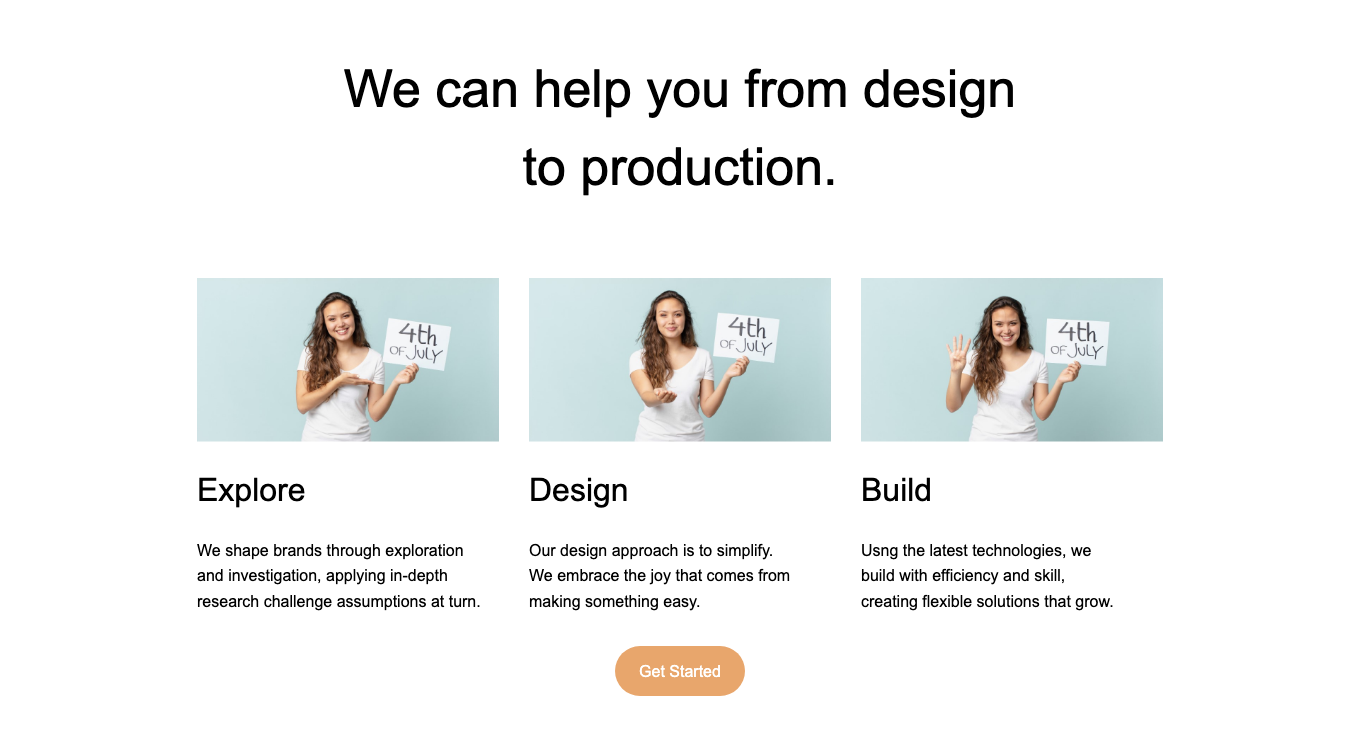 We can help you from design
to production.
4th
OF JULY
4th
OF JULY
4th
OF JULY
Explore
We shape brands through exploration
and investigation, applying in-depth
research challenge assumptions at turn.
Design
Our design approach is to simplify.
We embrace the joy that comes from
making something easy.
Build
Usng the latest technologies, we
build with efficiency and skill,
creating flexible solutions that grow.
Get Started